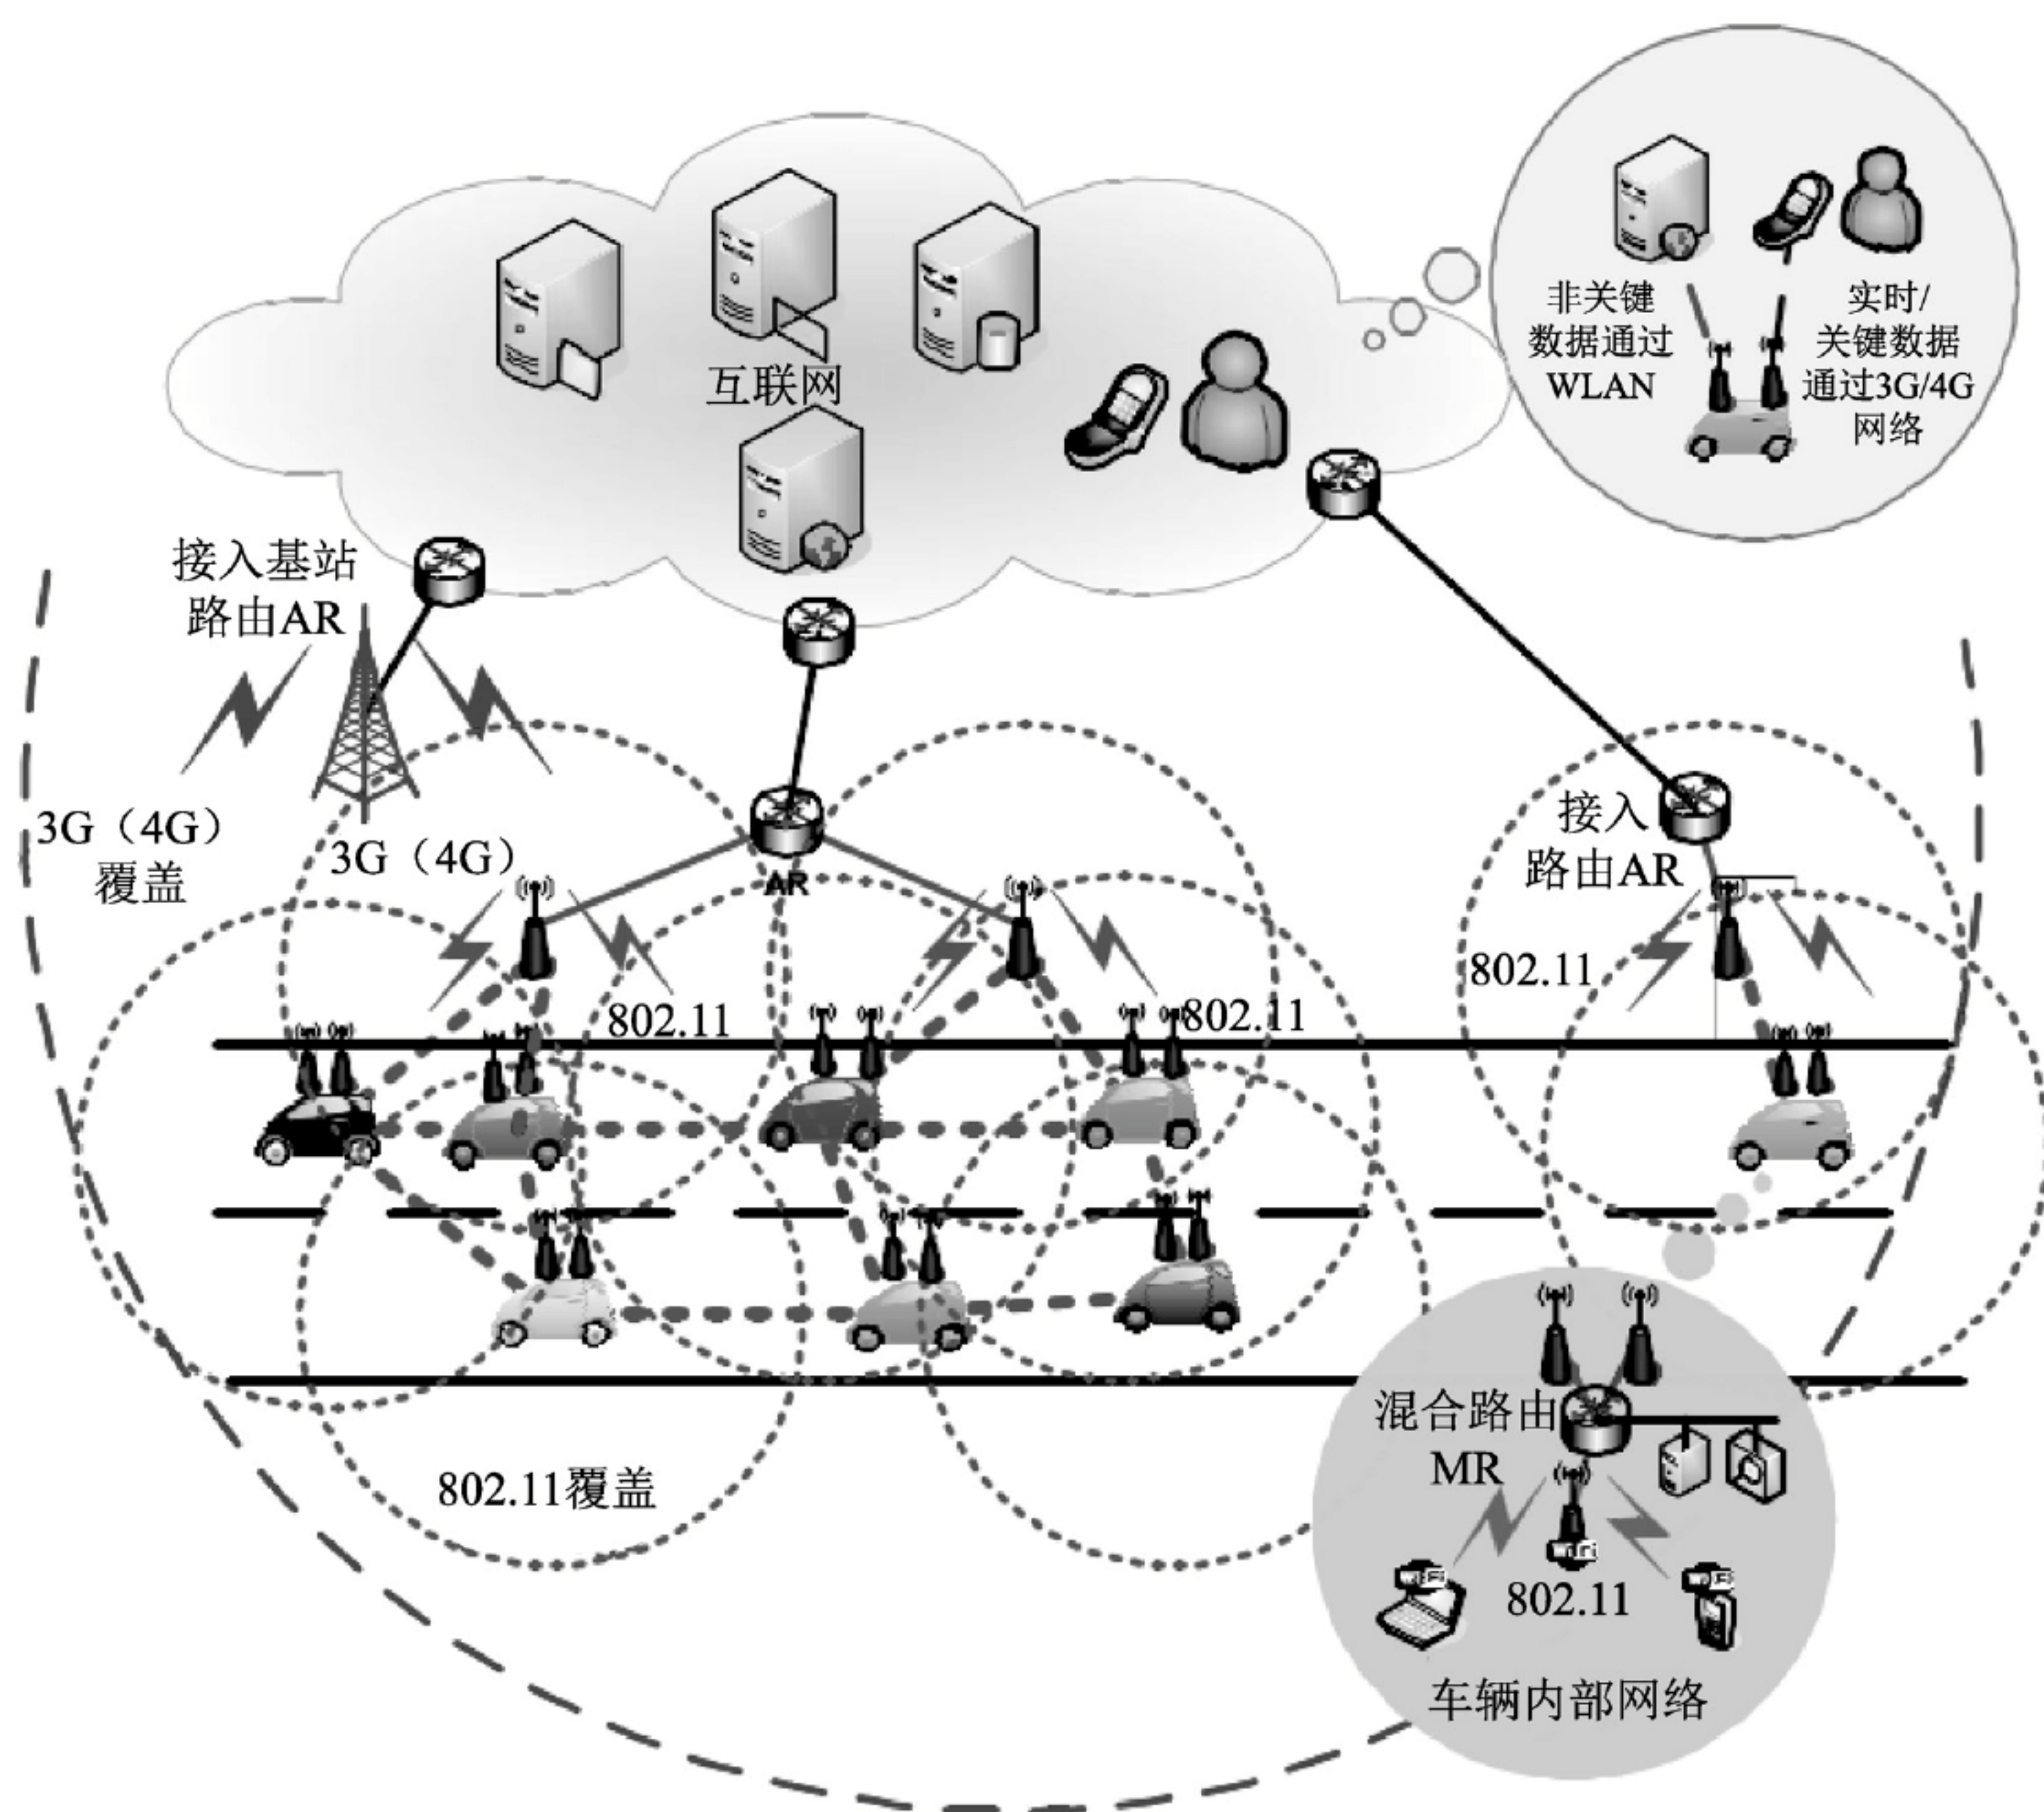 非关键
数据通过
WLAN
实时/
关键数据
通过3G/4G
网络
互联网
接入基站
路由AR
3G（4G）
覆盖
3G（4G）
AR
接入
路由AR
802.11
802.11
802.11
混合路由
MR
802.11覆盖
802.11
车辆内部网络